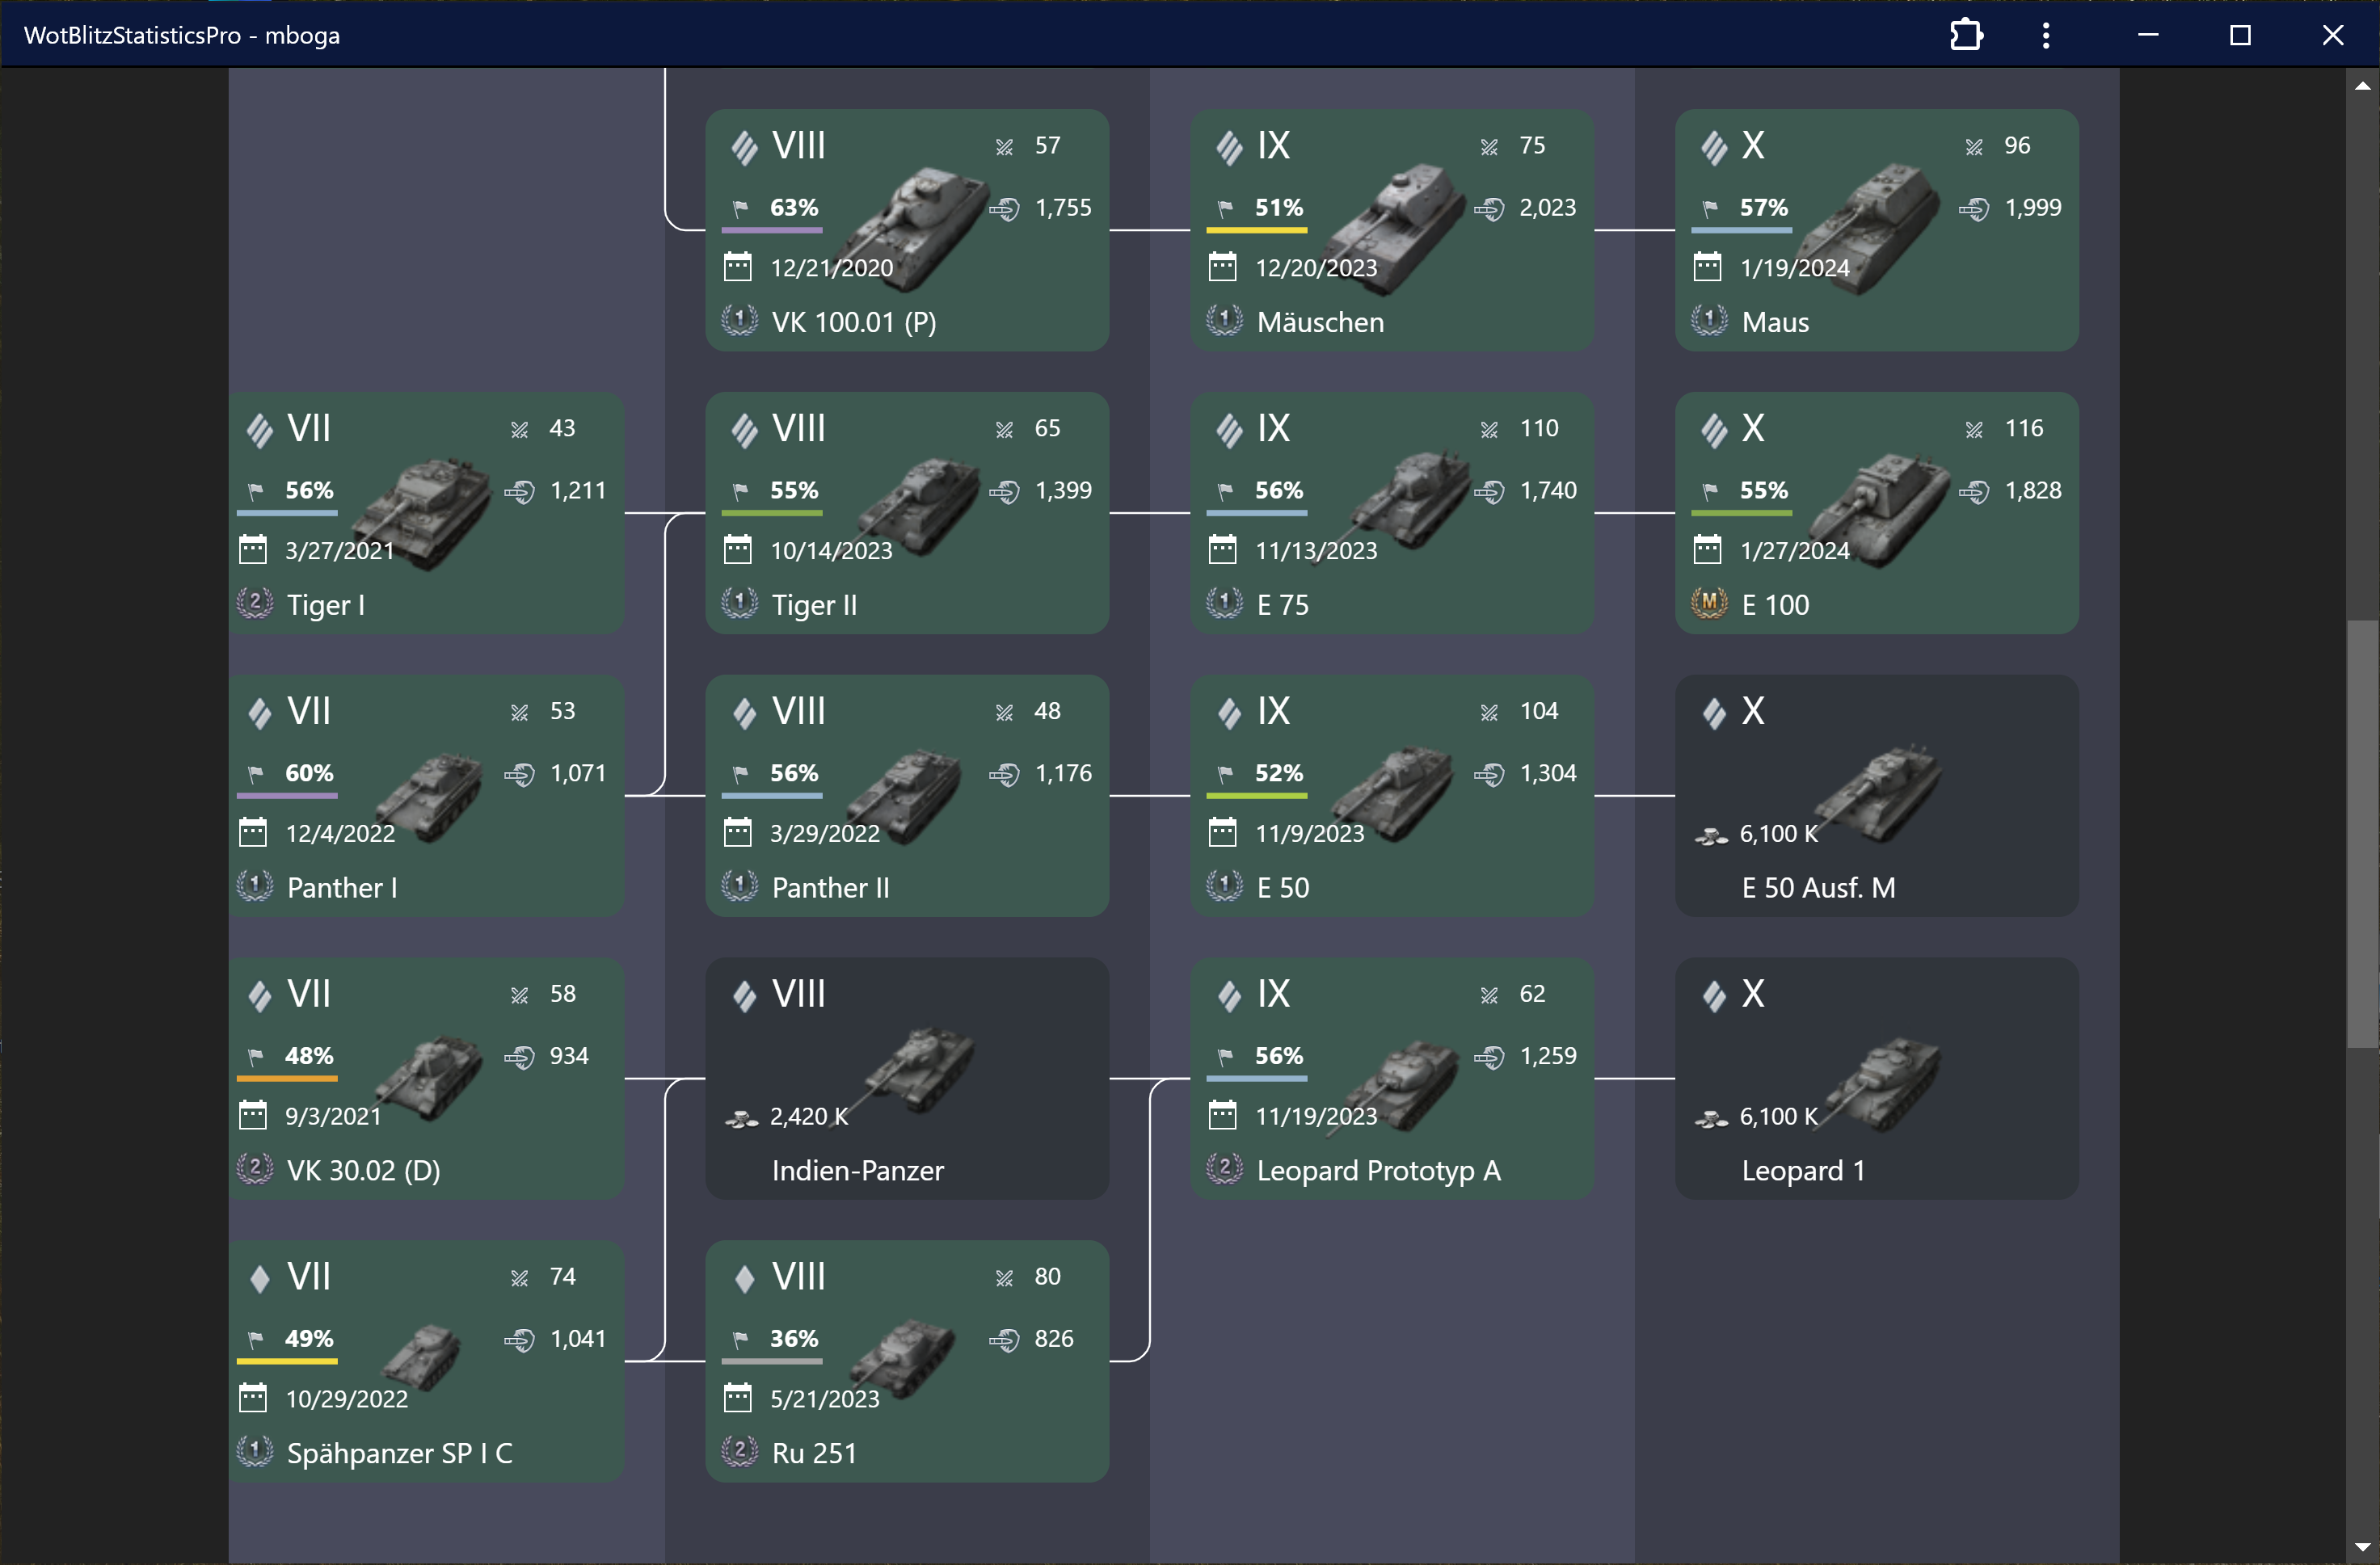 WotBlitzStatisticsPro - mboga
VIII 57
63% 1,755
12/21/2020
1 VK 100.01 (P)
IX 75
51% 2,023
12/20/2023
1 Mäuschen
X 96
57% 1,999
1/19/2024
1 Maus
VII 43
56% 1,211
3/27/2021
2 Tiger I
VIII 65
55% 1,399
10/14/2023
1 Tiger II
IX 110
56% 1,740
11/13/2023
1 E 75
X 116
55% 1,828
1/27/2024
M E 100
VII 53
60% 1,071
12/4/2022
1 Panther I
VIII 48
56% 1,176
3/29/2022
1 Panther II
IX 104
52% 1,304
11/9/2023
1 E 50
X
6,100 K
E 50 Ausf. M
VII 58
48% 934
9/3/2021
2 VK 30.02 (D)
VIII
2,420 K
Indien-Panzer
IX 62
56% 1,259
11/19/2023
2 Leopard Prototyp A
X
6,100 K
Leopard 1
VII 74
49% 1,041
10/29/2022
1 Spähpanzer SP I C
VIII 80
36% 826
5/21/2023
2 Ru 251